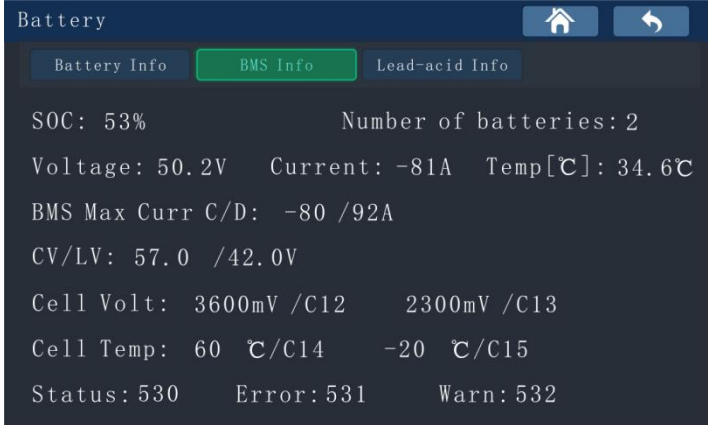 Battery
Battery Info BMS Info Lead-acid Info
SOC: 53% Number of batteries: 2
Voltage: 50.2V Current: -81A Temp[℃]: 34.6℃
BMS Max Curr C/D: -80 /92A
CV/LV: 57.0 /42.0V
Cell Volt: 3600mV /C12 2300mV /C13
Cell Temp: 60 ℃/C14 -20 ℃/C15
Status: 530 Error: 531 Warn: 532